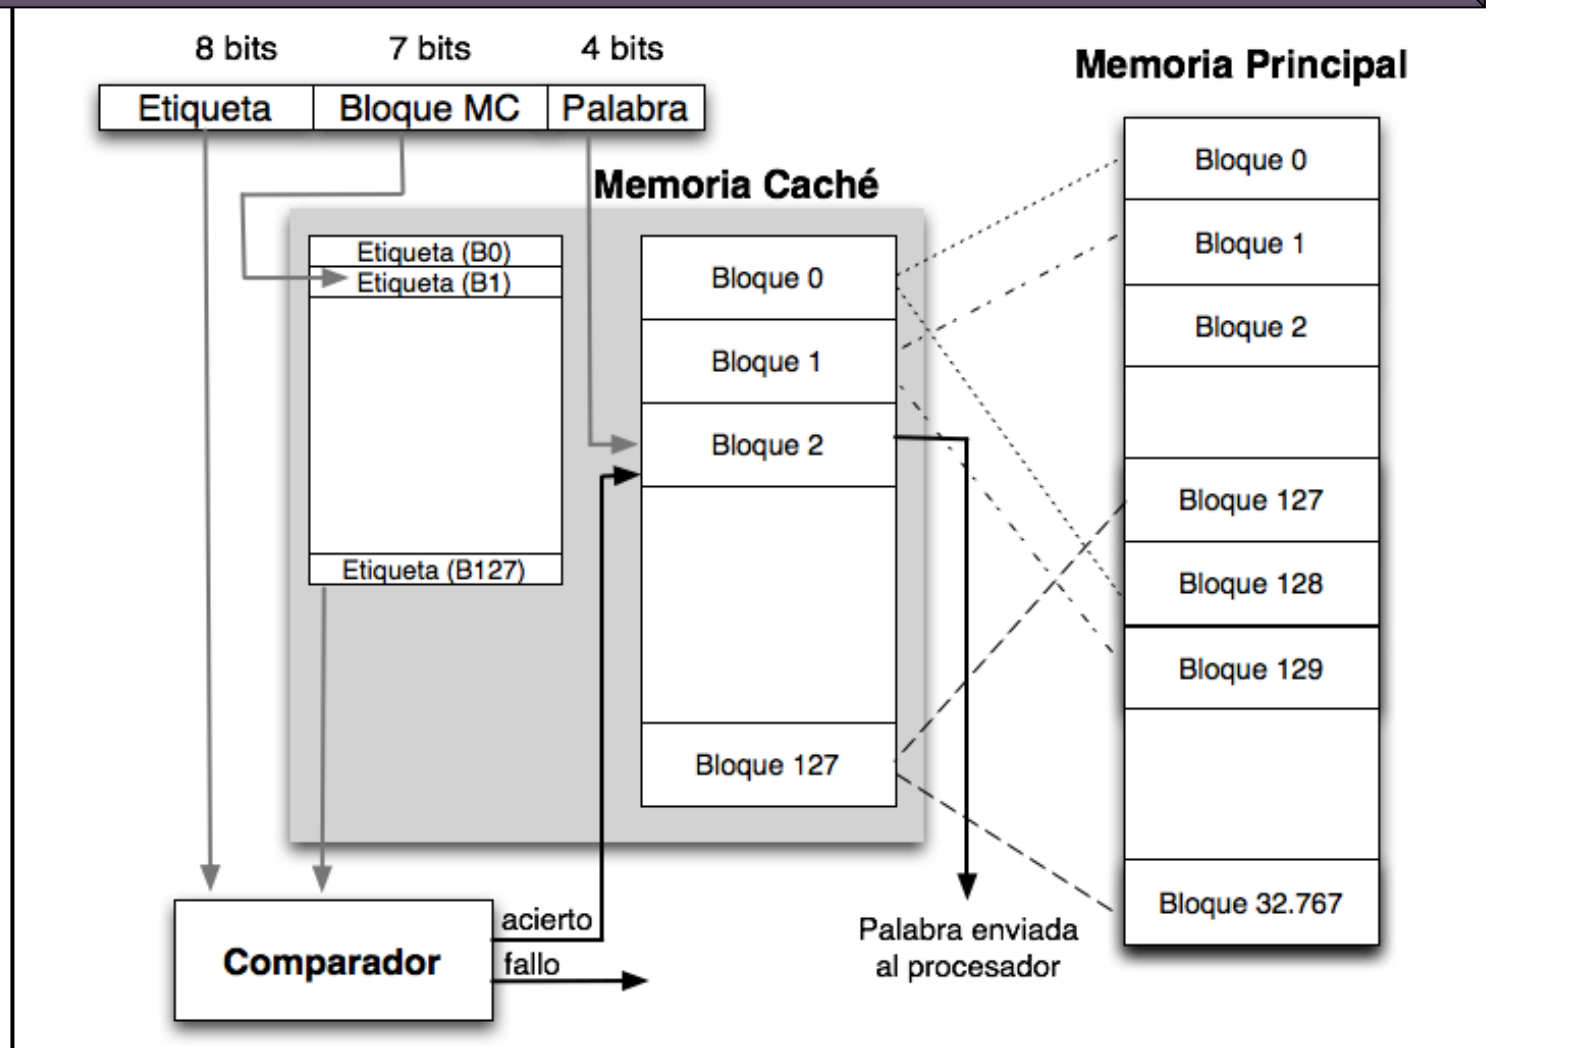 8 bits
7 bits
4 bits
Etiqueta
Bloque MC
Palabra
Memoria Principal
Memoria Caché
Etiqueta (B0)
Etiqueta (B1)
Etiqueta (B127)
Bloque 0
Bloque 1
Bloque 2
Bloque 127
Bloque 0
Bloque 1
Bloque 2
Bloque 127
Bloque 128
Bloque 129
Bloque 32.767
Comparador
acierto
fallo
Palabra enviada
al procesador